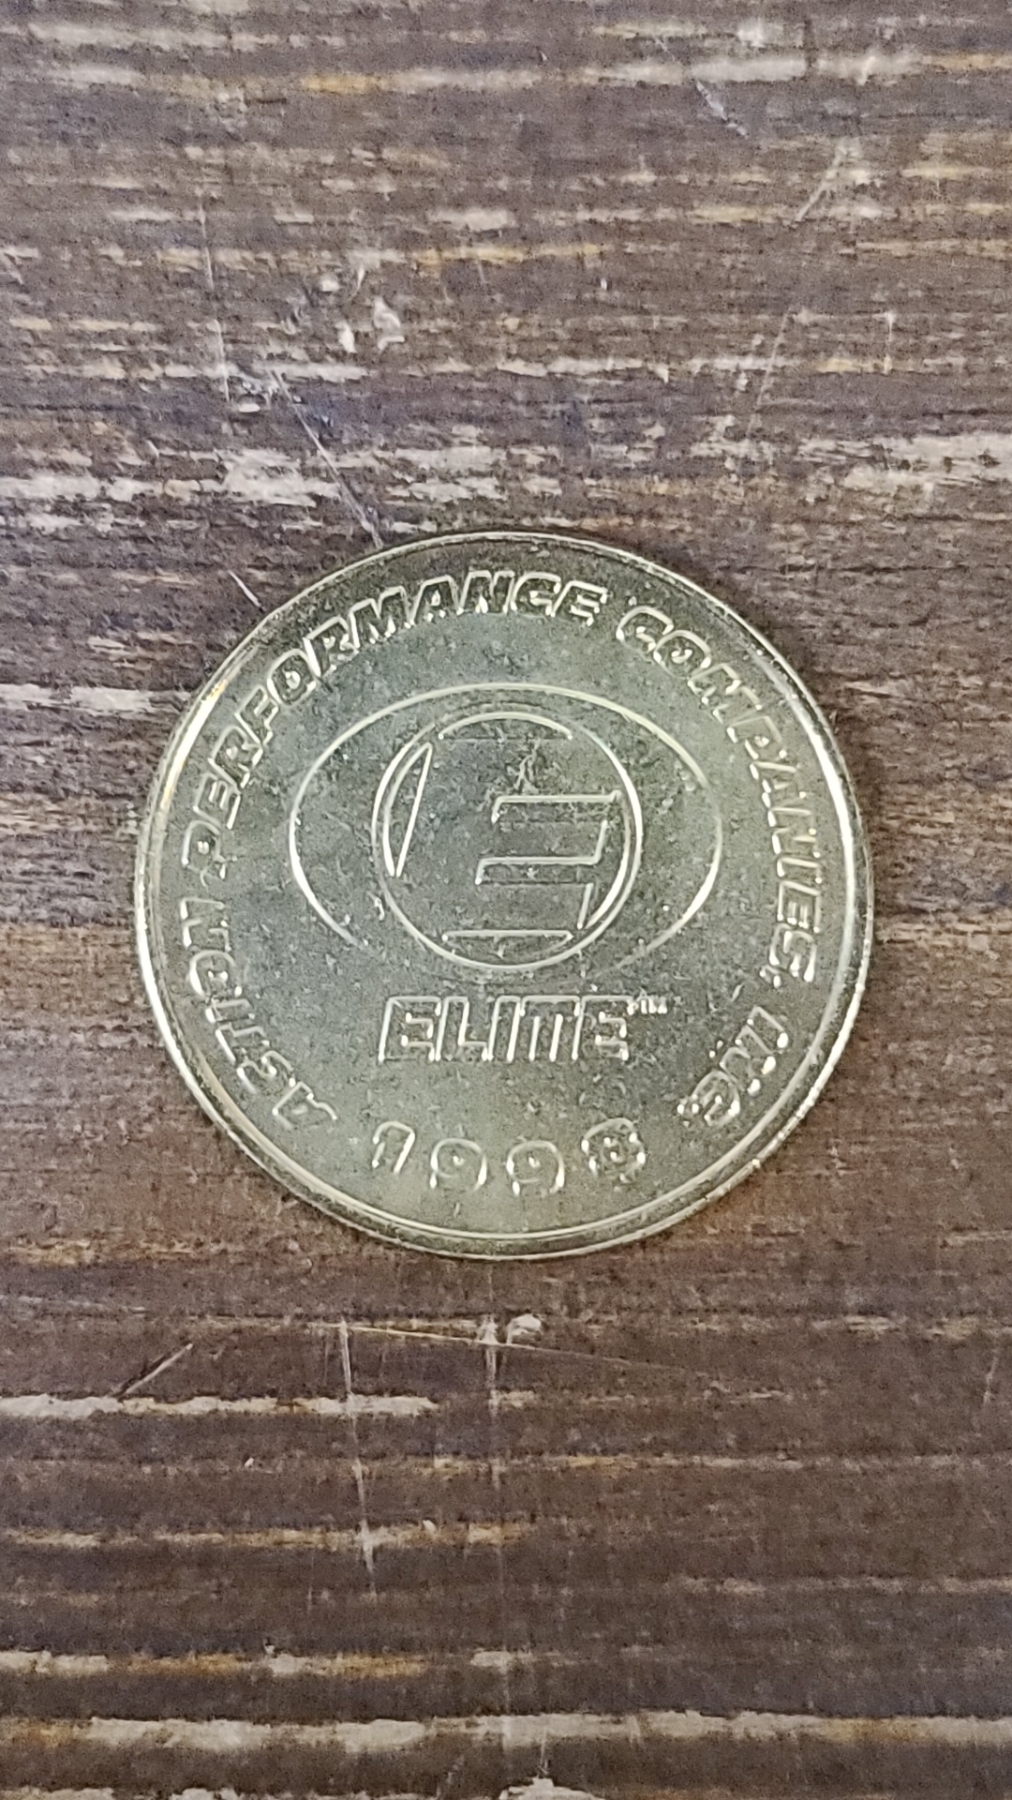 ACTION PERFORMANCE COMPANIES, INC.
E
ELITE™
1998